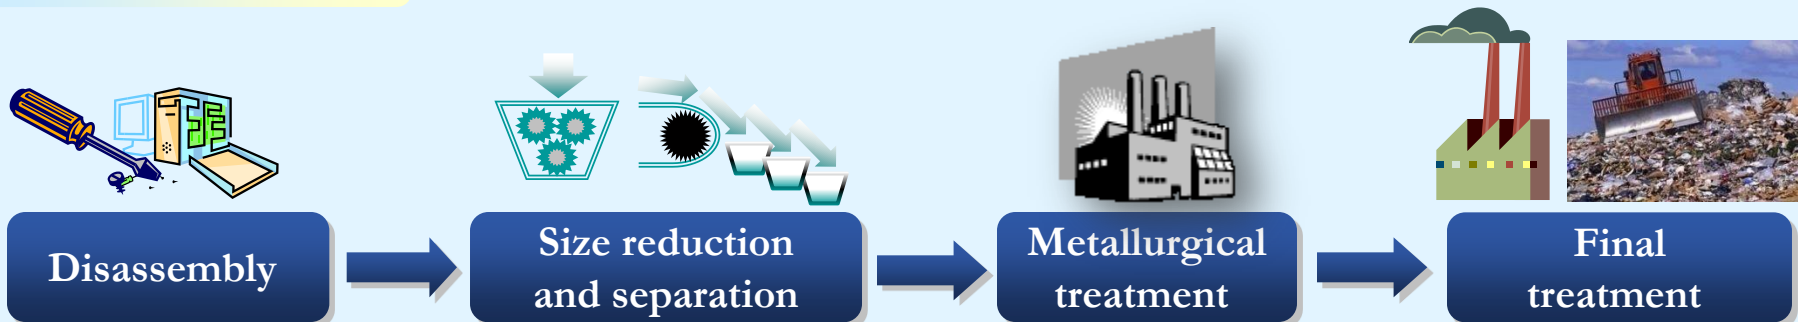 Disassembly
Size reduction
and separation
Metallurgical
treatment
Final
treatment